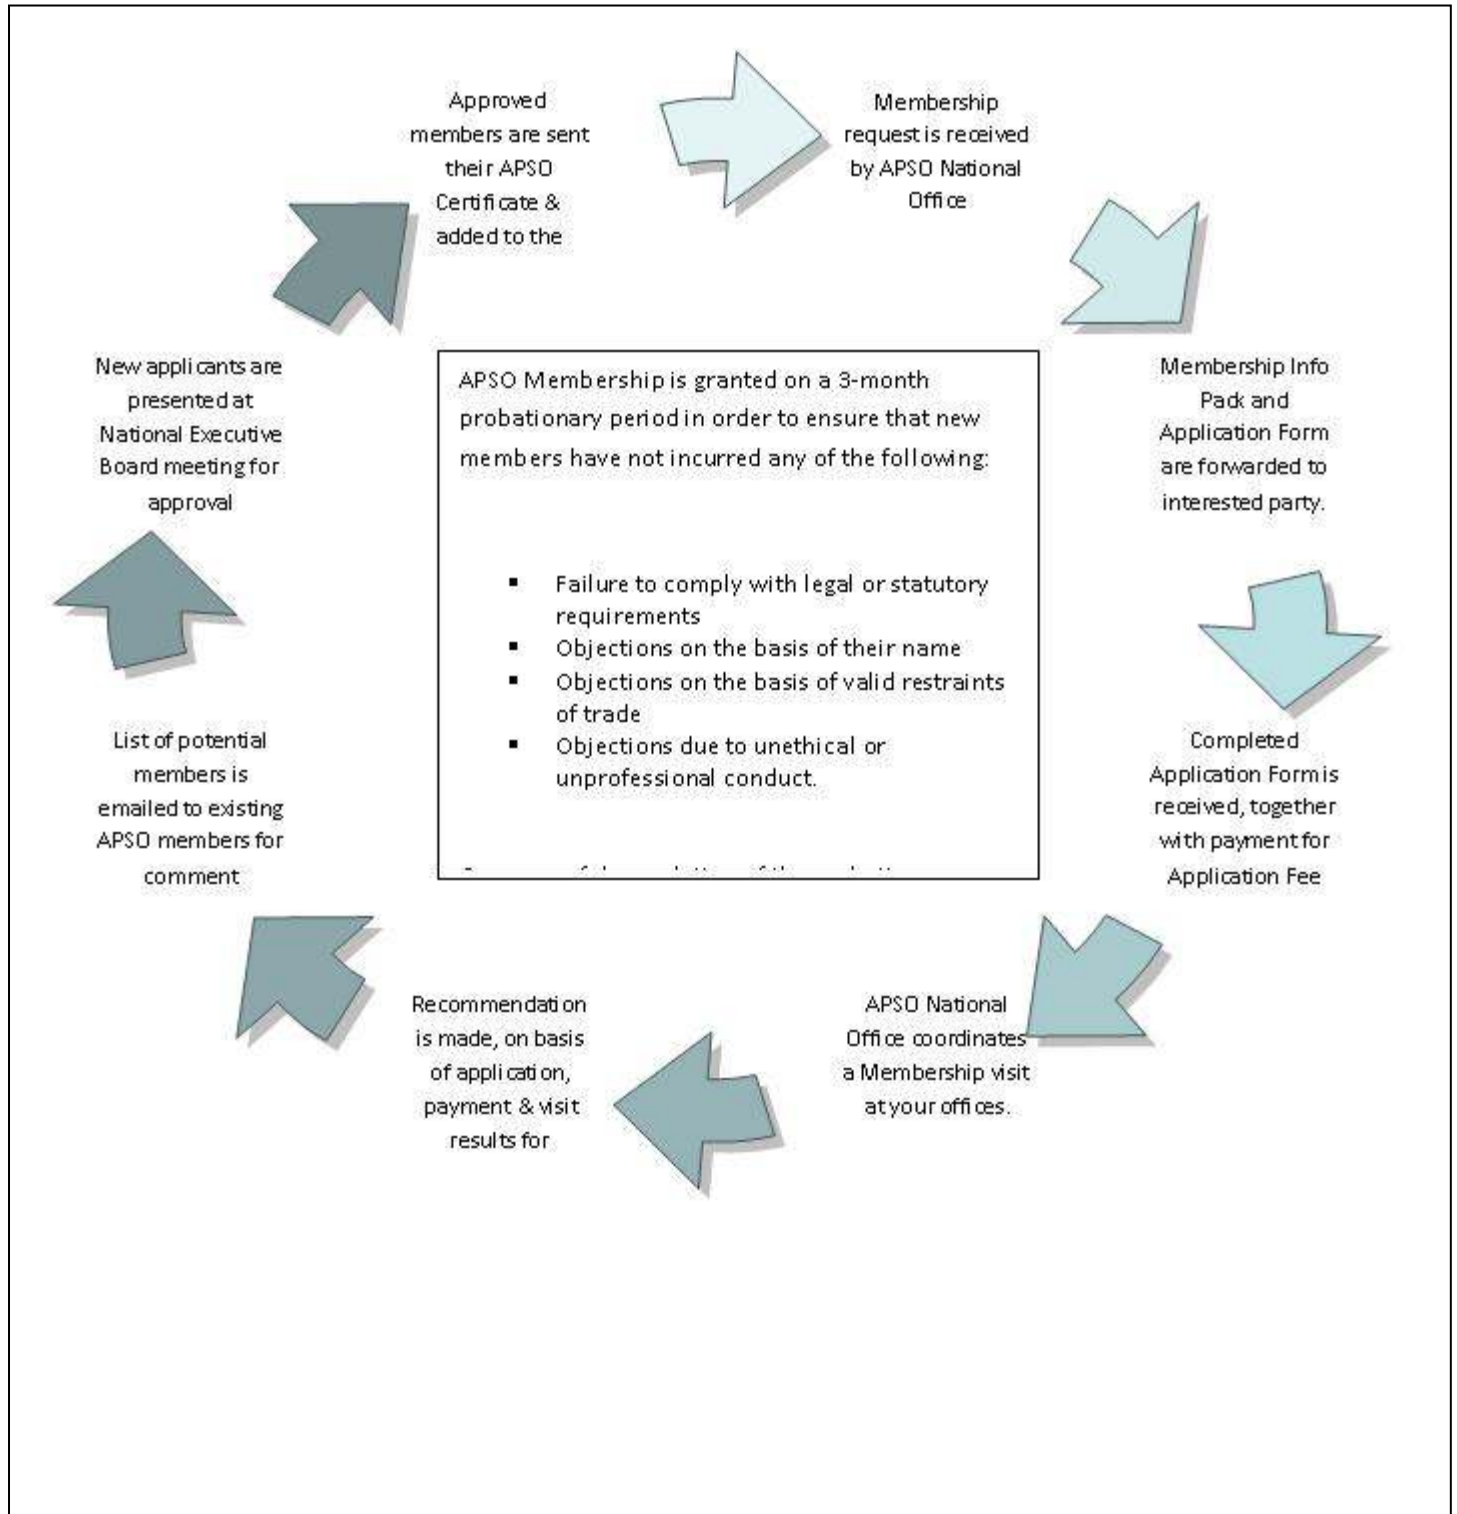 Approved
members are sent
their APSO
Certificate &
added to the
Membership
request is received
by APSO National
Office
Membership Info
Pack and
Application Form
are forwarded to
interested party.
Completed
Application Form is
received, together
with payment for
Application Fee
APSO National
Office coordinates
a Membership visit
at your offices.
Recommendation
is made, on basis
of application,
payment & visit
results for
List of potential
members is
emailed to existing
APSO members for
comment
New applicants are
presented at
National Executive
Board meeting for
approval
APSO Membership is granted on a 3-month
probationary period in order to ensure that new
members have not incurred any of the following:
▪ Failure to comply with legal or statutory
requirements
▪ Objections on the basis of their name
▪ Objections on the basis of valid restraints
of trade
▪ Objections due to unethical or
unprofessional conduct.